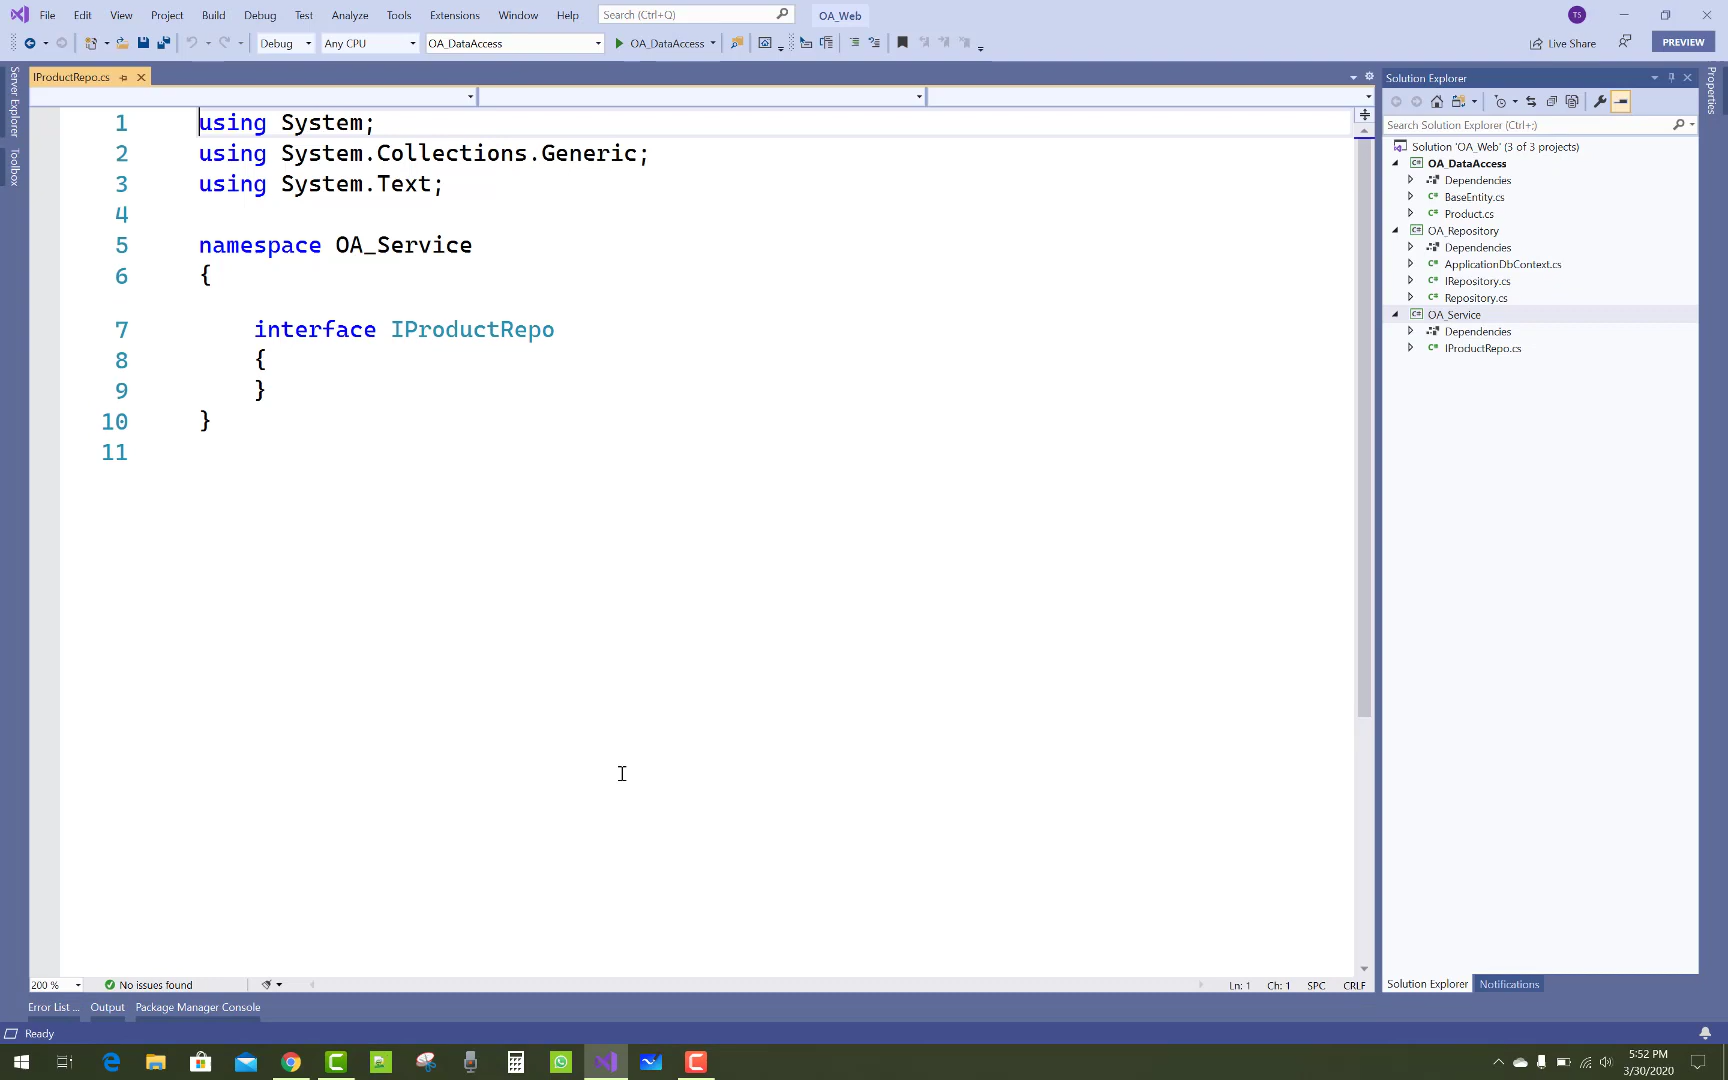 File Edit View Project Build Debug Test Analyze Tools Extensions Window Help Search (Ctrl+Q) OA_Web TS
Debug Any CPU OA_DataAccess OA_DataAccess Live Share PREVIEW
IProductRepo.cs
Server Explorer
Toolbox
1 using System;
2 using System.Collections.Generic;
3 using System.Text;
4
5 namespace OA_Service
6 {
7 interface IProductRepo
8 {
9 }
10 }
11
Solution Explorer
Search Solution Explorer (Ctrl+;)
Solution 'OA_Web' (3 of 3 projects)
C# OA_DataAccess
Dependencies
C# BaseEntity.cs
C# Product.cs
C# OA_Repository
Dependencies
C# ApplicationDbContext.cs
C# IRepository.cs
C# Repository.cs
C# OA_Service
Dependencies
C# IProductRepo.cs
Properties
200 % No issues found Ln: 1 Ch: 1 SPC CRLF
Solution Explorer Notifications
Error List ... Output Package Manager Console
Ready
5:52 PM
3/30/2020